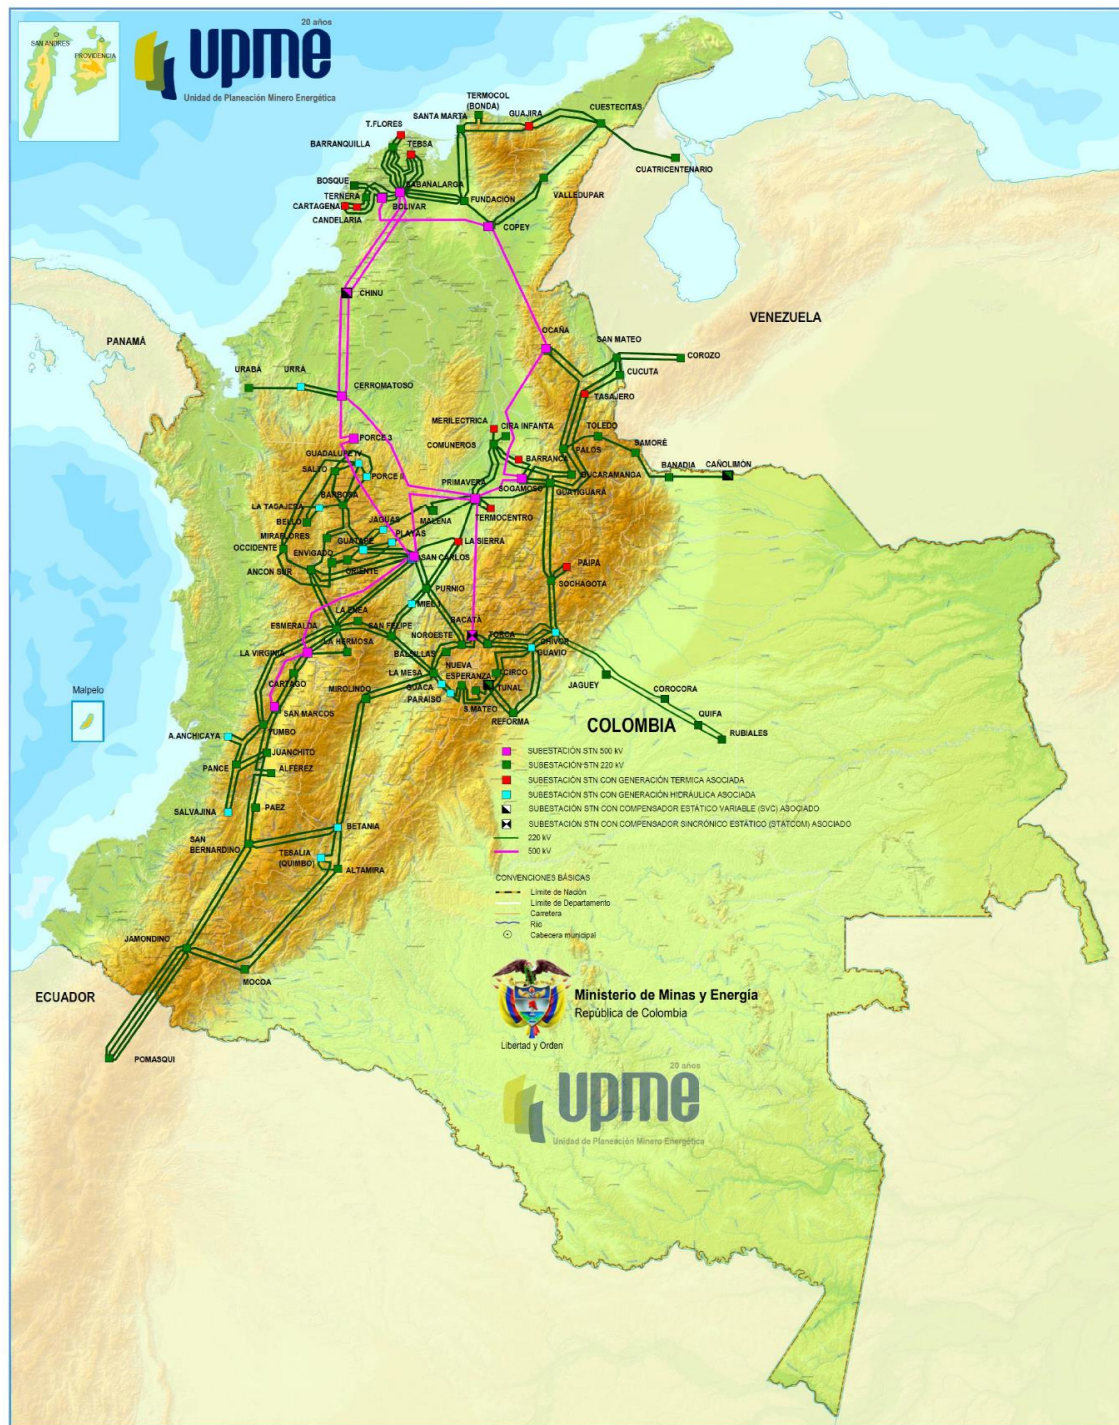 20 años
upme
Unidad de Planeación Minero Energética
SAN ANDRES
PROVIDENCIA
TERMOCOL
(BONDA)
GUAJIRA
CUESTECITAS
SANTA MARTA
T.FLORES
TEBSA
BARRANQUILLA
CUATRICENTENARIO
BOSQUE
SABANALARGA
VALLEDUPAR
TERNERA
FUNDACIÓN
CARTAGENA
BOLIVAR
CANDELARIA
COPEY
CHINU
VENEZUELA
OCAÑA
SAN MATEO
COROZO
PANAMÁ
CUCUTA
URABÁ
URRÁ
CERROMATOSO
TASAJERO
MERILECTRICA
CIRA INFANTA
TOLEDO
PORCE 3
COMUNEROS
SAMORÉ
GUADALUPE IV
BARRANCA
PALOS
SALTO
PORCE II
BUCARAMANGA
BANADIA
CAÑOLIMÓN
PRIMAVERA
SOGAMOSO
GUATIGUARÁ
BARBOSA
LA TASAJERA
MALENA
TERMOCENTRO
BELLO
JAGUAS
MIRAFLORES
PLAYAS
GUATAPÉ
LA SIERRA
OCCIDENTE
ENVIGADO
SAN CARLOS
ORIENTE
PAIPA
ANCON SUR
SOCHAGOTA
PURNIO
MIEL I
LA ENEA
BACATÁ
ESMERALDA
SAN FELIPE
NOROESTE
TORCA
CHIVOR
LA HERMOSA
BALSILLAS
GUAVIO
LA VIRGINIA
NUEVA
ESPERANZA
LA MESA
CIRCO
CARTAGO
MIROLINDO
GUACA
TUNAL
JAGUEY
PARAISO
S.MATEO
COROCORA
Malpelo
SAN MARCOS
REFORMA
COLOMBIA
QUIFA
YUMBO
RUBIALES
A.ANCHICAYA
JUANCHITO
PANCE
ALFÉREZ
SALVAJINA
PAEZ
BETANIA
SAN
BERNARDINO
TESALIA
(QUIMBO)
ALTAMIRA
JAMONDINO
MOCOA
ECUADOR
POMASQUI
SUBESTACIÓN STN 500 kV
SUBESTACIÓN STN 220 kV
SUBESTACIÓN STN CON GENERACIÓN TERMICA ASOCIADA
SUBESTACIÓN STN CON GENERACIÓN HIDRÁULICA ASOCIADA
SUBESTACIÓN STN CON COMPENSADOR ESTÁTICO VARIABLE (SVC) ASOCIADO
SUBESTACIÓN STN CON COMPENSADOR SINCRÓNICO ESTÁTICO (STATCOM) ASOCIADO
220 kV
500 kV
CONVENCIONES BÁSICAS
Límite de Nación
Límite de Departamento
Carretera
Rio
Cabecera municipal
Ministerio de Minas y Energía
República de Colombia
Libertad y Orden
20 años
upme
Unidad de Planeación Minero Energética